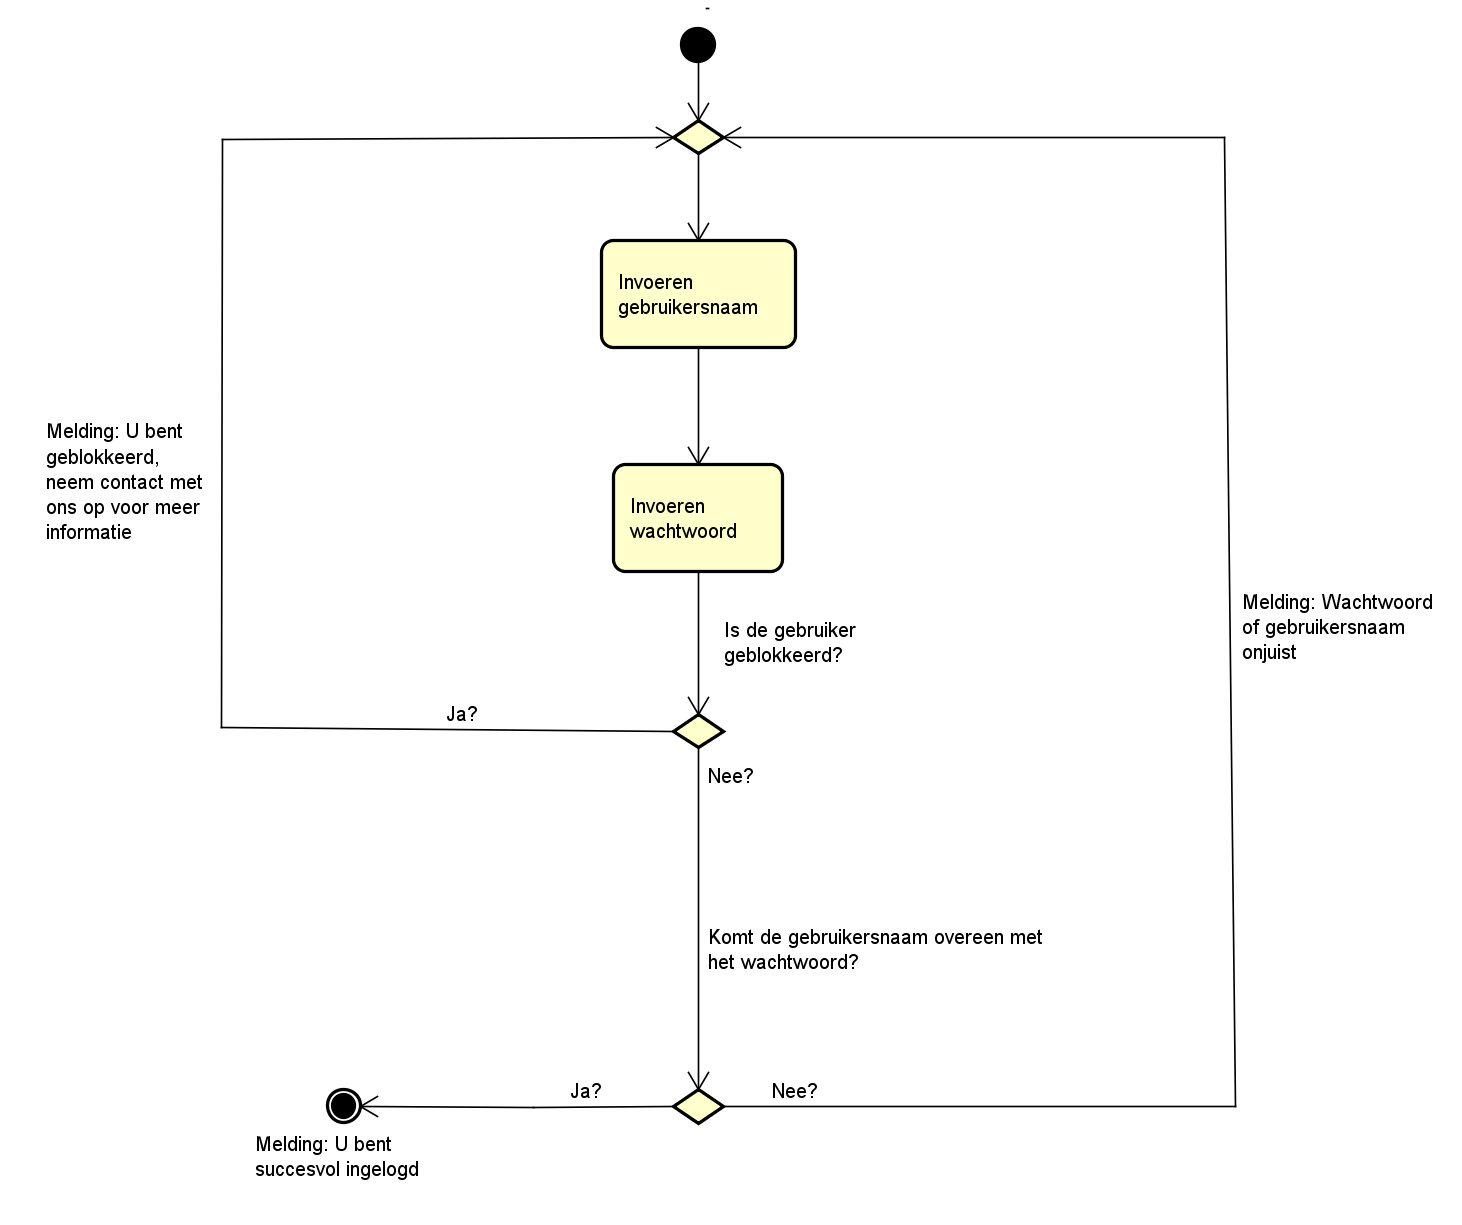 Invoeren
gebruikersnaam
Melding: U bent
geblokkeerd,
neem contact met
ons op voor meer
informatie
Invoeren
wachtwoord
Melding: Wachtwoord
of gebruikersnaam
onjuist
Is de gebruiker
geblokkeerd?
Ja?
Nee?
Komt de gebruikersnaam overeen met
het wachtwoord?
Ja?
Nee?
Melding: U bent
succesvol ingelogd